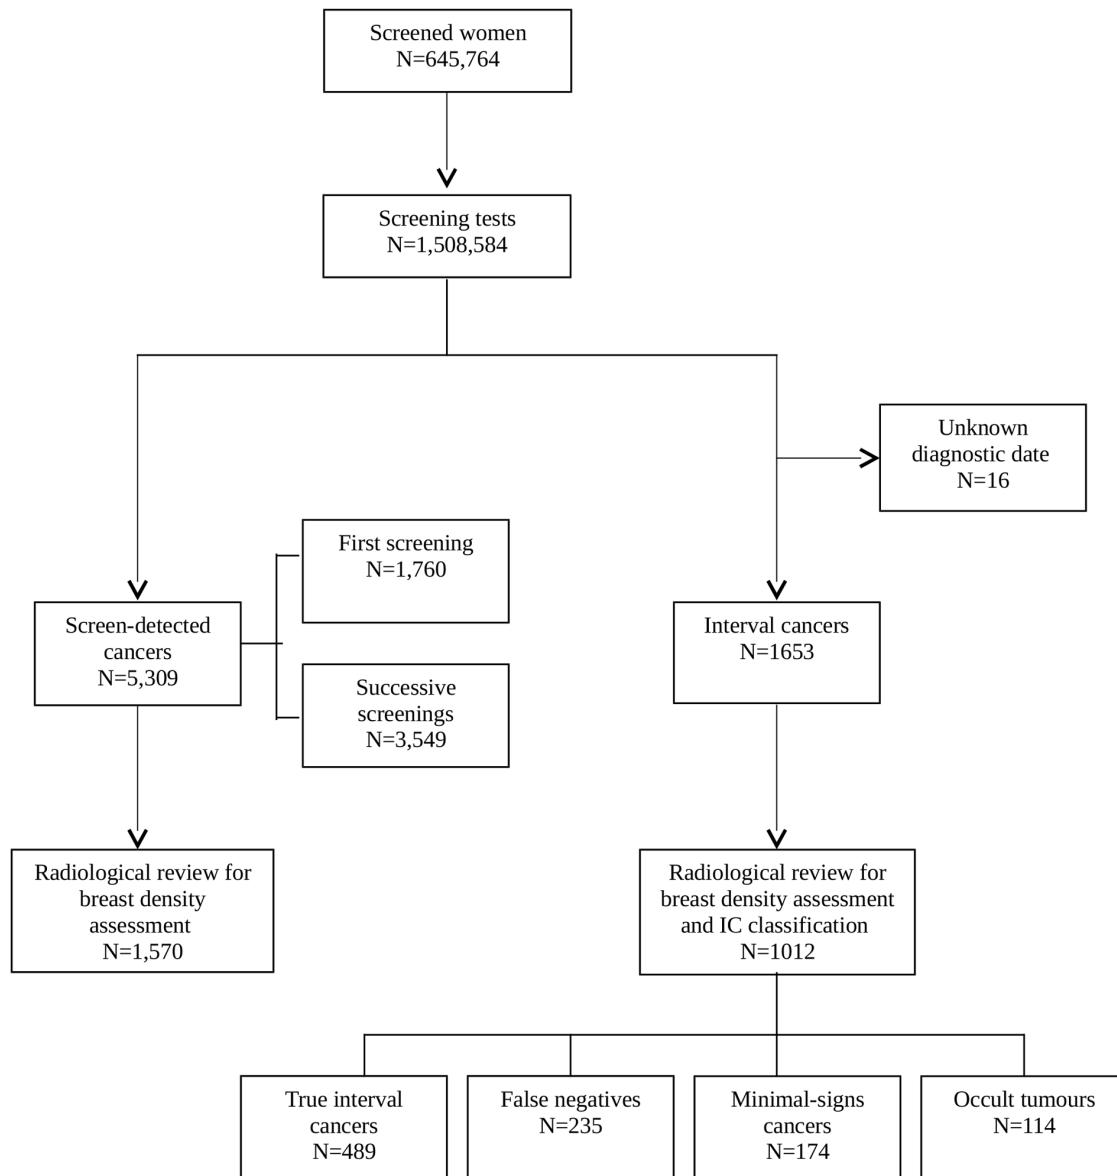 Screened women
N=645,764
Screening tests
N=1,508,584
Unknown
diagnostic date
N=16
First screening
N=1,760
Screen-detected
cancers
N=5,309
Successive
screenings
N=3,549
Interval cancers
N=1653
Radiological review for
breast density
assessment
N=1,570
Radiological review for
breast density assessment
and IC classification
N=1012
True interval
cancers
N=489
False negatives
N=235
Minimal-signs
cancers
N=174
Occult tumours
N=114